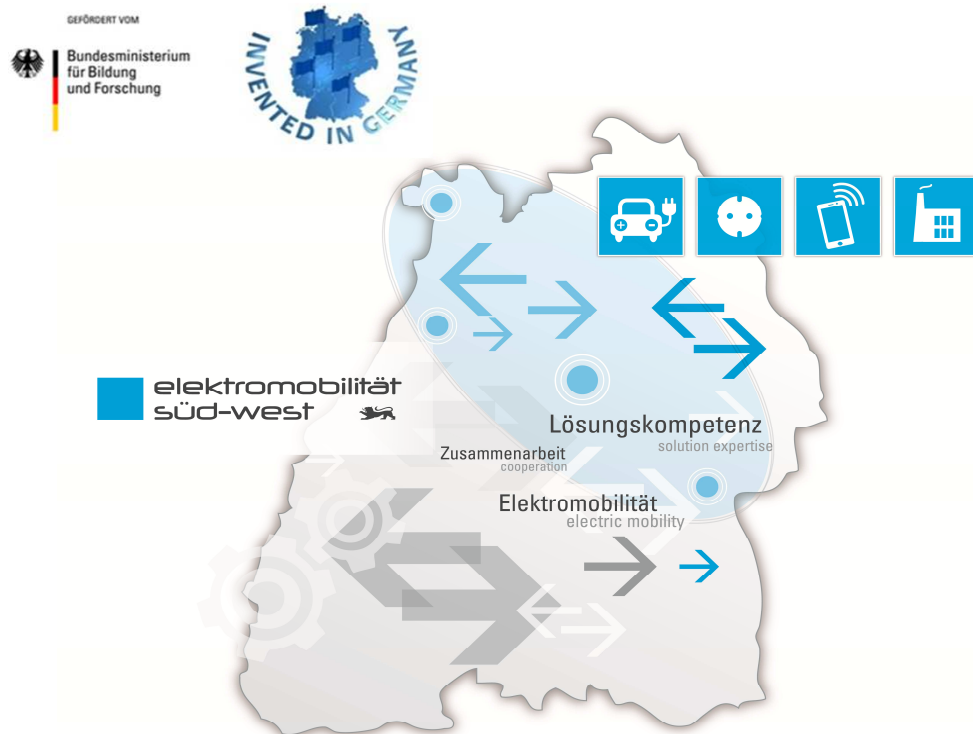 GEFÖRDERT VOM
Bundesministerium
für Bildung
und Forschung
INVENTED IN GERMANY
elektromobilität
süd-west
Lösungskompetenz
solution expertise
Zusammenarbeit
cooperation
Elektromobilität
electric mobility